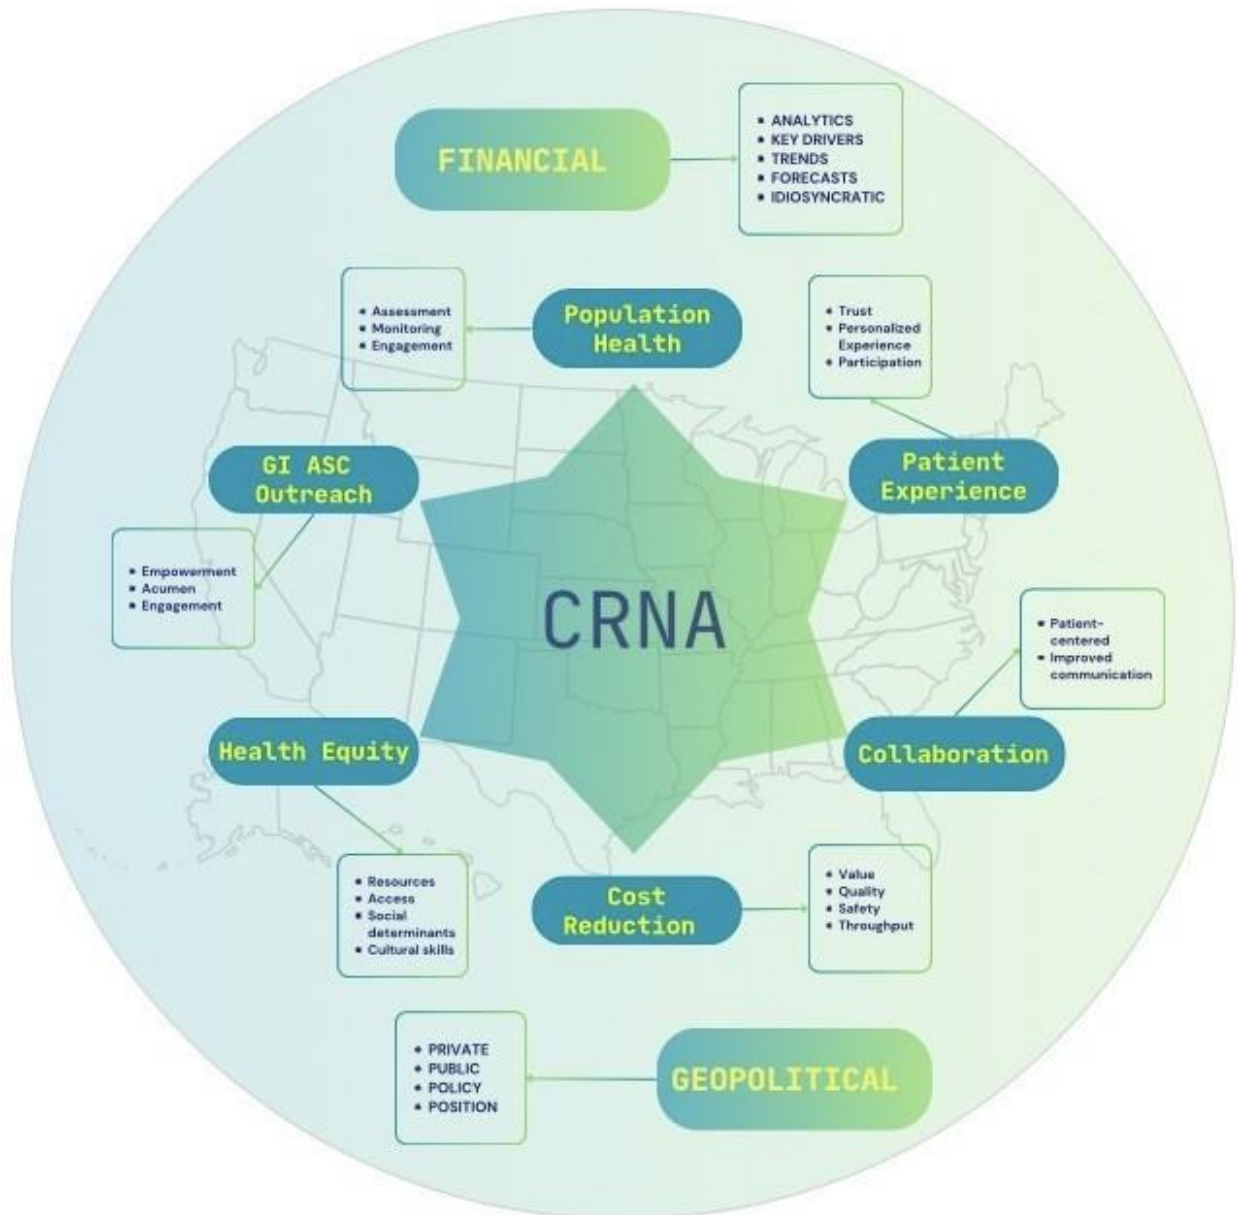 FINANCIAL
• ANALYTICS
• KEY DRIVERS
• TRENDS
• FORECASTS
• IDIOSYNCRATIC
Population
Health
• Assessment
• Monitoring
• Engagement
• Trust
• Personalized
Experience
• Participation
Patient
Experience
GI ASC
Outreach
• Empowerment
• Acumen
• Engagement
CRNA
• Patient-
centered
• Improved
communication
Collaboration
Health Equity
• Resources
• Access
• Social
determinants
• Cultural skills
Cost
Reduction
• Value
• Quality
• Safety
• Throughput
• PRIVATE
• PUBLIC
• POLICY
• POSITION
GEOPOLITICAL